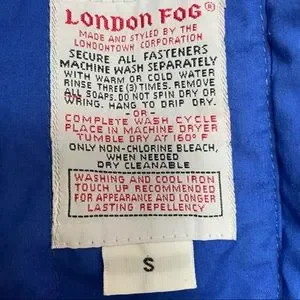 LONDON FOG®
MADE AND STYLED BY THE
LONDONTOWN CORPORATION
SECURE ALL FASTENERS
MACHINE WASH SEPARATELY
WITH WARM OR COLD WATER
RINSE THREE (3) TIMES. REMOVE
ALL SOAPS. DO NOT SPIN DRY OR
WRING. HANG TO DRIP DRY.
-OR-
COMPLETE WASH CYCLE
PLACE IN MACHINE DRYER
TUMBLE DRY AT 160° F
ONLY NON-CHLORINE BLEACH,
WHEN NEEDED
DRY CLEANABLE
WASHING AND COOL IRON
TOUCH UP RECOMMENDED
FOR APPEARANCE AND LONGER
LASTING REPELLENCY
S